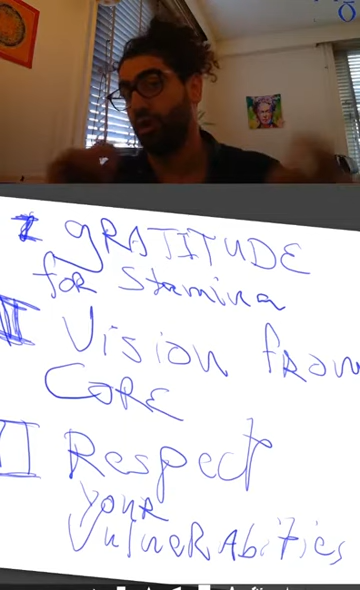 I GRATITUDE
for Stamina
II Vision from
CORE
Respect
your
VulneRAbities